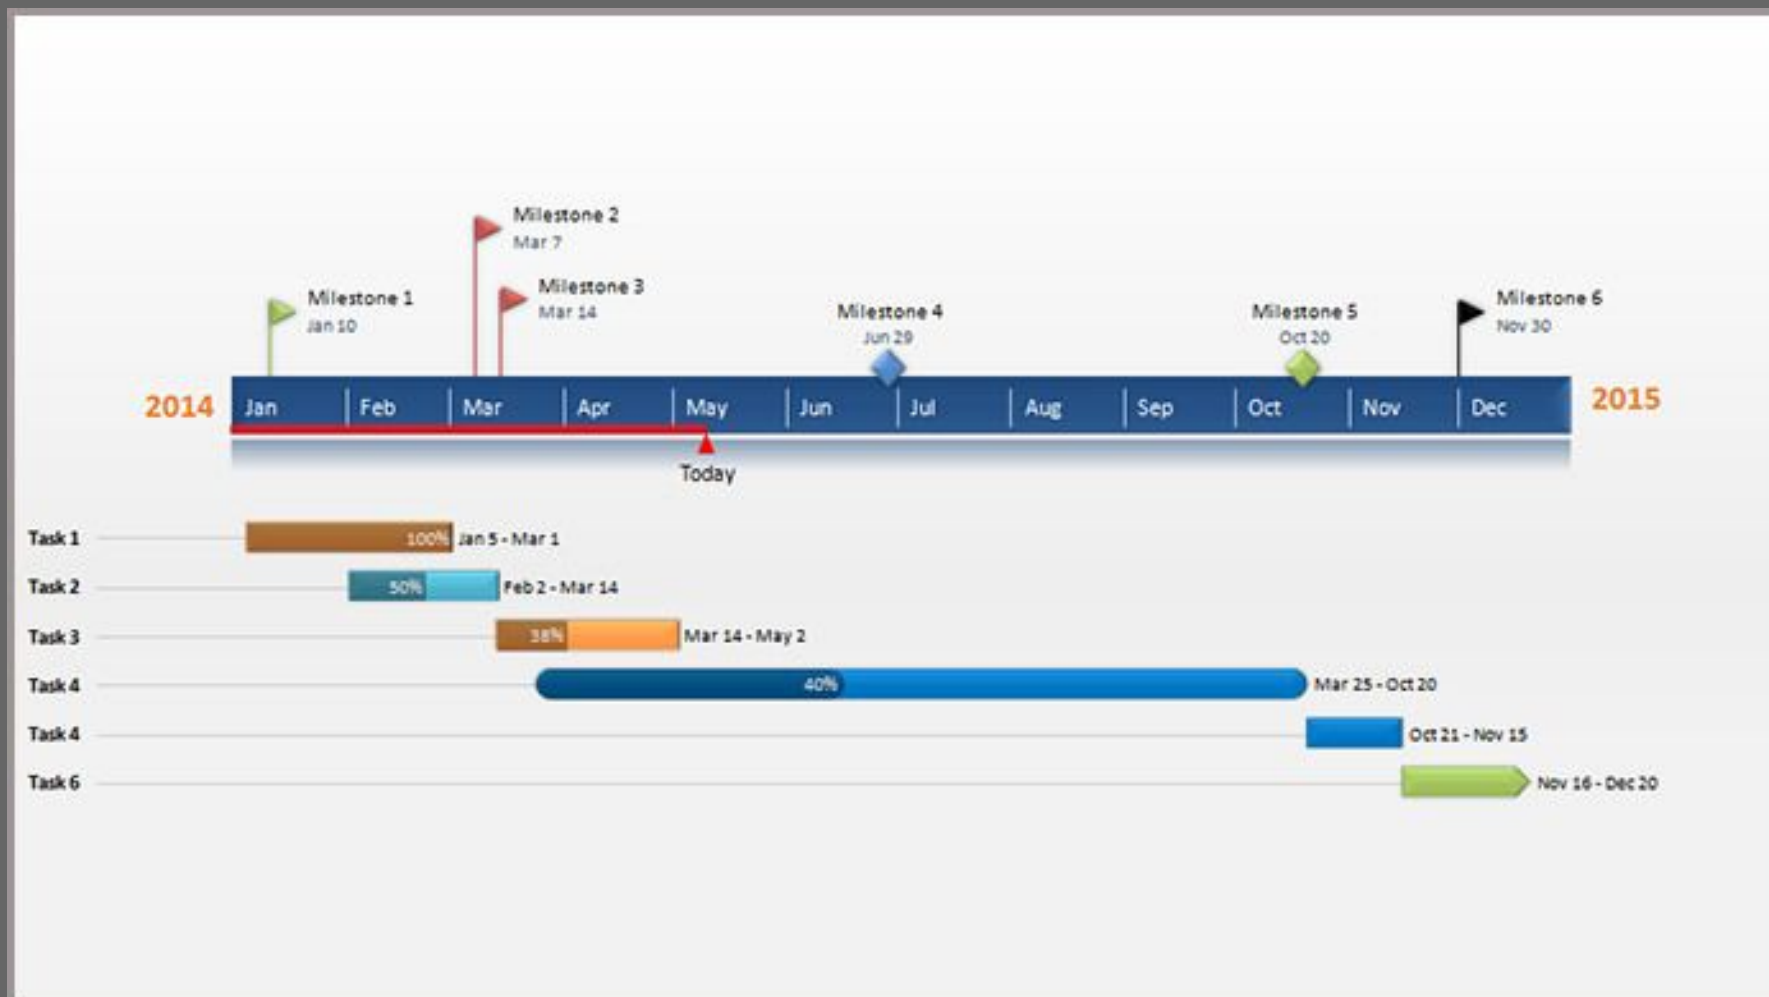 Milestone 2
Mar 7
Milestone 3
Mar 14
Milestone 1
Jan 10
Milestone 4
Jun 29
Milestone 5
Oct 20
Milestone 6
Nov 30
2014 Jan Feb Mar Apr May Jun Jul Aug Sep Oct Nov Dec 2015
Today
Task 1 100% Jan 5 - Mar 1
Task 2 50% Feb 2 - Mar 14
Task 3 38% Mar 14 - May 2
Task 4 40% Mar 25 - Oct 20
Task 4 Oct 21 - Nov 15
Task 6 Nov 16 - Dec 20